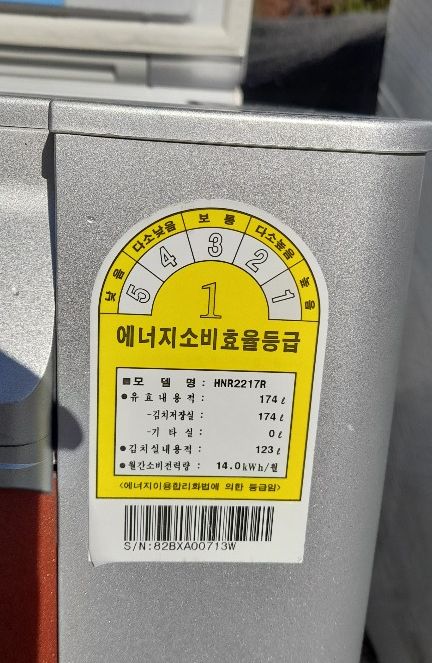 낮음 다소낮음 보통 다소높음 높음
5 4 3 2 1
1
에너지소비효율등급
■모 델 명 : HNR2217R
●유효내용적 : 174ℓ
-김치저장실 : 174ℓ
-기 타 실 : 0ℓ
●김치실내용적 : 123ℓ
●월간소비전력량 : 14.0kWh/월
<에너지이용합리화법에 의한 등급임>
S/N:82BXA00713W